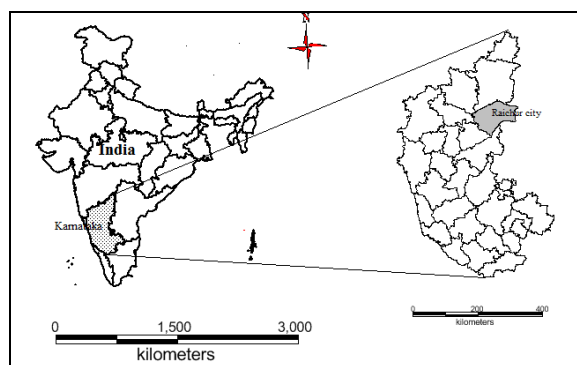 N
India
Raichur city
Karnataka
0 1,500 3,000
kilometers
0 200 400
kilometers